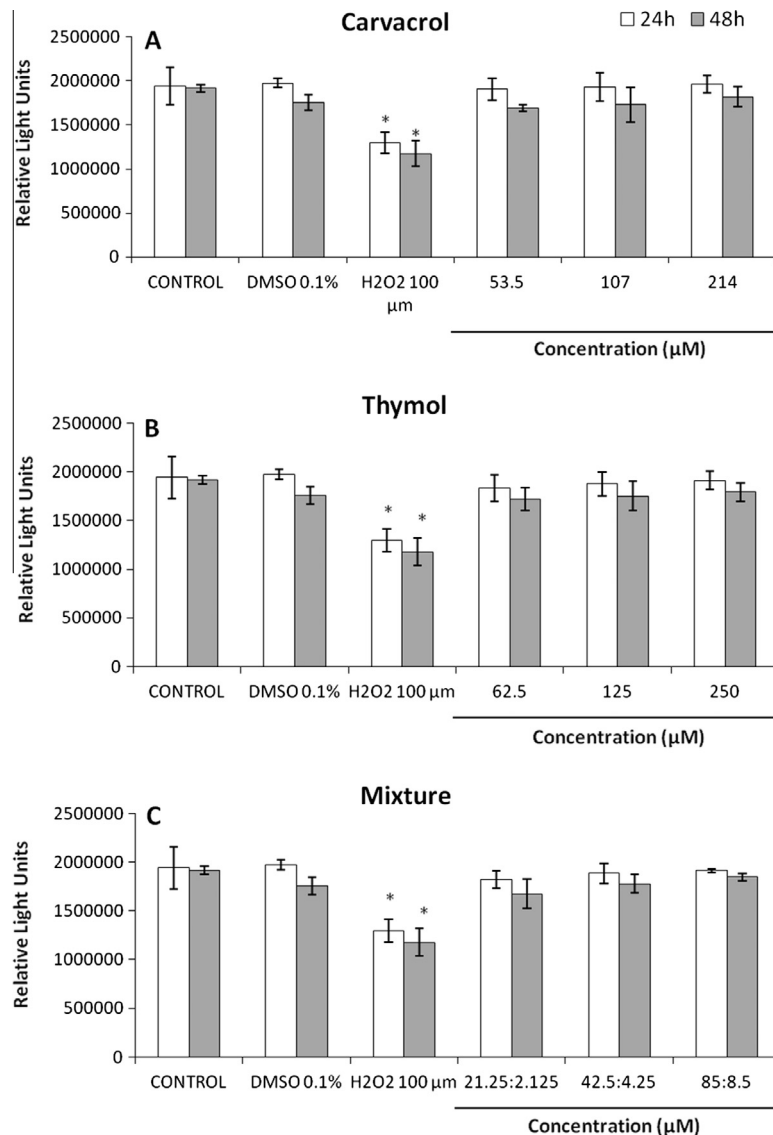 Carvacrol
24h 48h
A
Relative Light Units
2500000
2000000
1500000
1000000
500000
0
CONTROL DMSO 0.1% H2O2 100 µm 53.5 107 214
Concentration (µM)
Thymol
B
Relative Light Units
2500000
2000000
1500000
1000000
500000
0
* *
CONTROL DMSO 0.1% H2O2 100 µm 62.5 125 250
Concentration (µM)
Mixture
C
Relative Light Units
2500000
2000000
1500000
1000000
500000
0
* *
CONTROL DMSO 0.1% H2O2 100 µm 21.25:2.125 42.5:4.25 85:8.5
Concentration (µM)